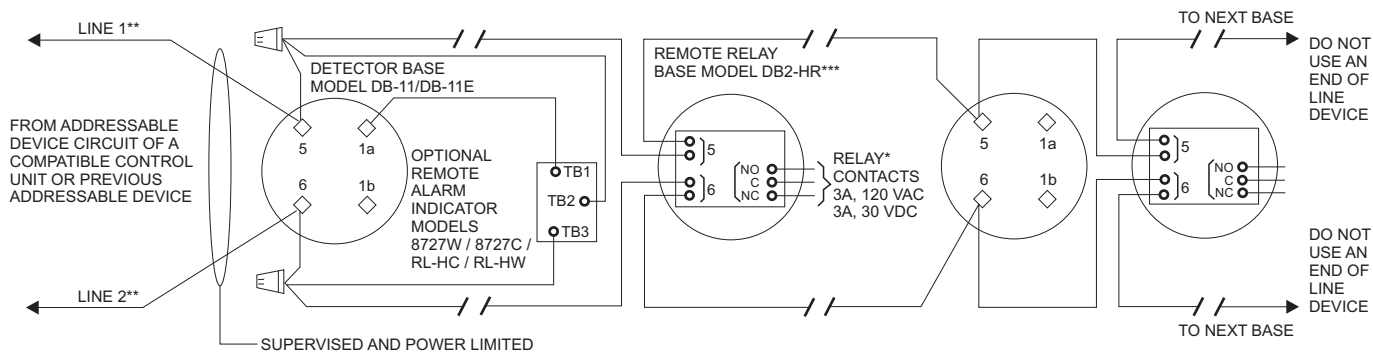 LINE 1**
FROM ADDRESSABLE
DEVICE CIRCUIT OF A
COMPATIBLE CONTROL
UNIT OR PREVIOUS
ADDRESSABLE DEVICE
LINE 2**
SUPERVISED AND POWER LIMITED
DETECTOR BASE
MODEL DB-11/DB-11E
5 1a
6 1b
OPTIONAL
REMOTE
ALARM
INDICATOR
MODELS
8727W / 8727C /
RL-HC / RL-HW
TB1
TB2
TB3
REMOTE RELAY
BASE MODEL DB2-HR***
5
6
NO
C
NC
RELAY*
CONTACTS
3A, 120 VAC
3A, 30 VDC
5 1a
6 1b
TO NEXT BASE
5
6
NO
C
NC
DO NOT
USE AN
END OF
LINE
DEVICE
DO NOT
USE AN
END OF
LINE
DEVICE
TO NEXT BASE